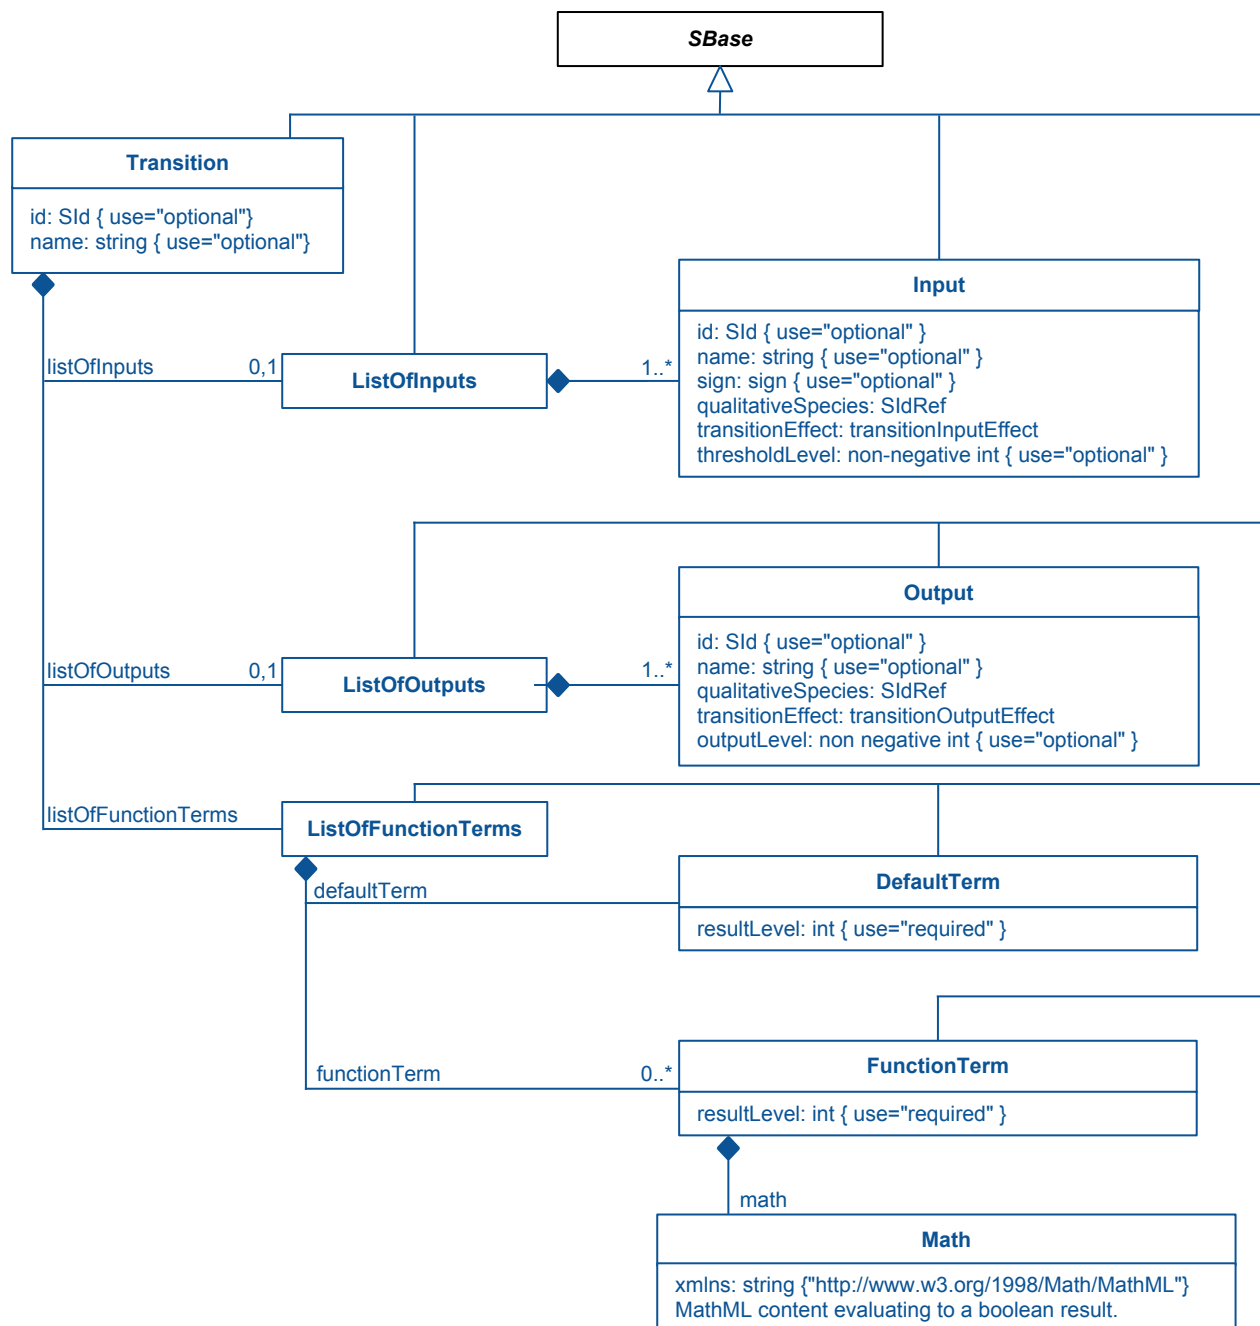 SBase
Transition
id: SId { use="optional"}
name: string { use="optional"}
Input
id: SId { use="optional" }
name: string { use="optional" }
sign: sign { use="optional" }
qualitativeSpecies: SIdRef
transitionEffect: transitionInputEffect
thresholdLevel: non-negative int { use="optional" }
listOfInputs 0,1
ListOfInputs
1..*
Output
id: SId { use="optional" }
name: string { use="optional" }
qualitativeSpecies: SIdRef
transitionEffect: transitionOutputEffect
outputLevel: non negative int { use="optional" }
listOfOutputs 0,1
ListOfOutputs
1..*
listOfFunctionTerms
ListOfFunctionTerms
defaultTerm
DefaultTerm
resultLevel: int { use="required" }
functionTerm 0..*
FunctionTerm
resultLevel: int { use="required" }
math
Math
xmlns: string {"http://www.w3.org/1998/Math/MathML"}
MathML content evaluating to a boolean result.